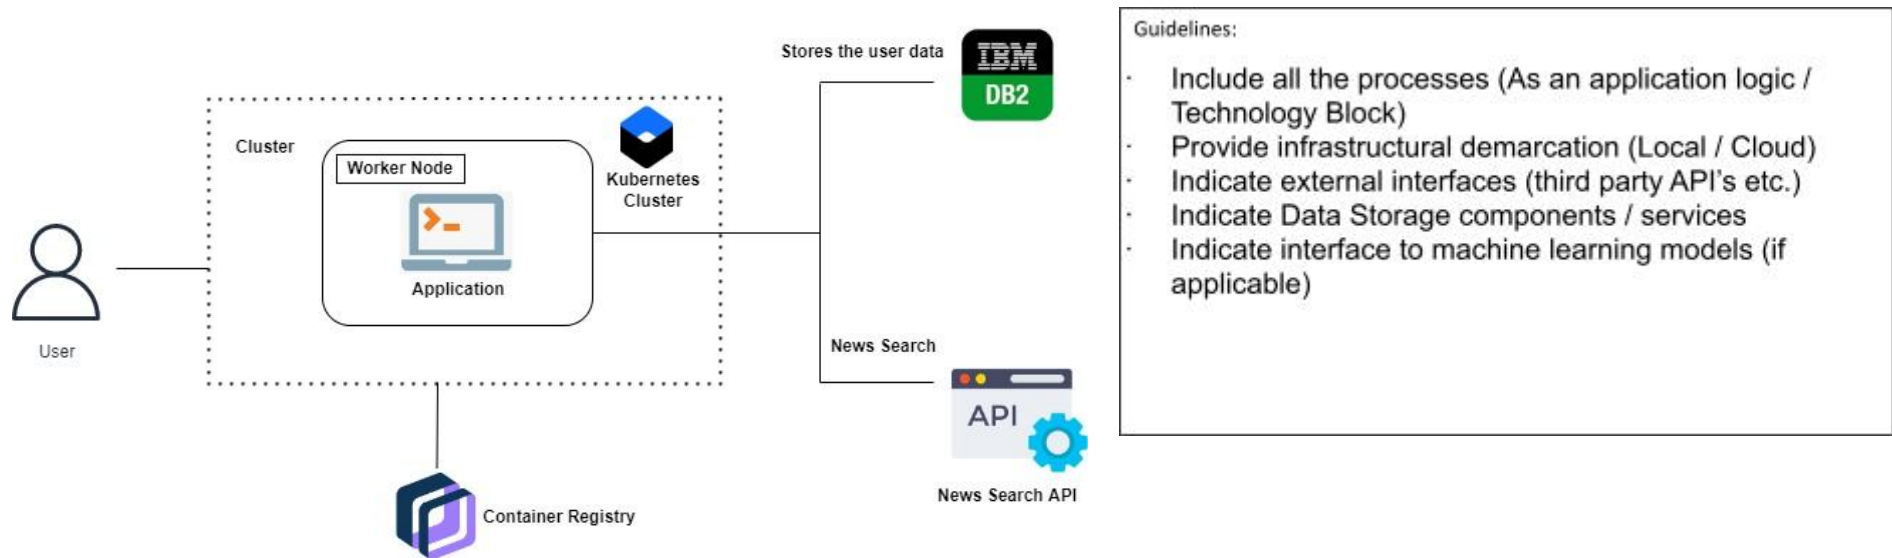 Stores the user data
IBM
DB2
Cluster
Worker Node
Kubernetes
Cluster
Application
User
News Search
API
News Search API
Container Registry
Guidelines:
· Include all the processes (As an application logic /
Technology Block)
· Provide infrastructural demarcation (Local / Cloud)
· Indicate external interfaces (third party API's etc.)
· Indicate Data Storage components / services
· Indicate interface to machine learning models (if
applicable)